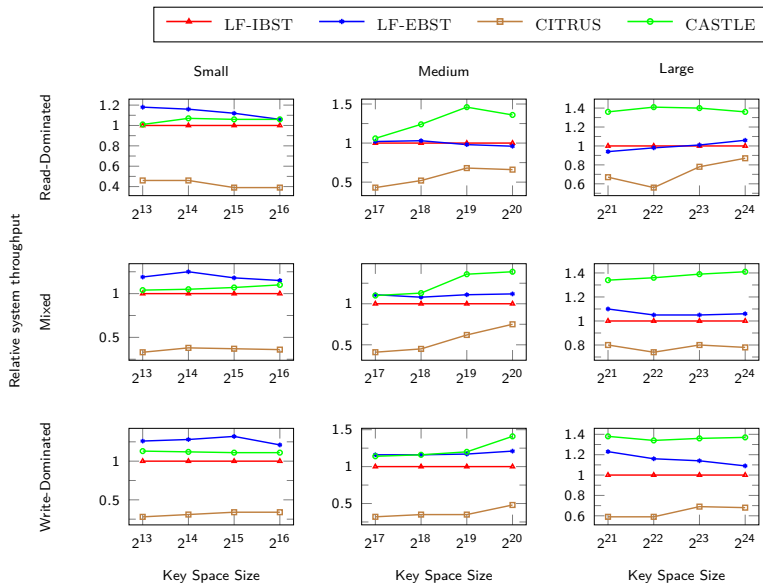 LF-IBST LF-EBST CITRUS CASTLE
Small Medium Large
Relative system throughput
Read-Dominated
1.2
1
0.8
0.6
0.4
2^13 2^14 2^15 2^16
1.5
1
0.5
2^17 2^18 2^19 2^20
1.4
1.2
1
0.8
0.6
2^21 2^22 2^23 2^24
Mixed
1
0.5
2^13 2^14 2^15 2^16
1
0.5
2^17 2^18 2^19 2^20
1.4
1.2
1
0.8
2^21 2^22 2^23 2^24
Write-Dominated
1
0.5
2^13 2^14 2^15 2^16
1.5
1
0.5
2^17 2^18 2^19 2^20
1.4
1.2
1
0.8
0.6
2^21 2^22 2^23 2^24
Key Space Size Key Space Size Key Space Size